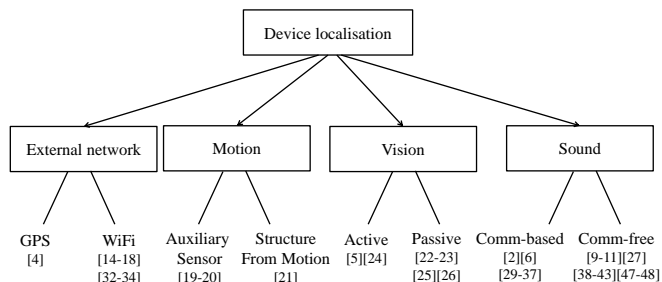 Device localisation
External network
Motion
Vision
Sound
GPS
[4]
WiFi
[14-18]
[32-34]
Auxiliary
Sensor
[19-20]
Structure
From Motion
[21]
Active
[5][24]
Passive
[22-23]
[25][26]
Comm-based
[2][6]
[29-37]
Comm-free
[9-11][27]
[38-43][47-48]